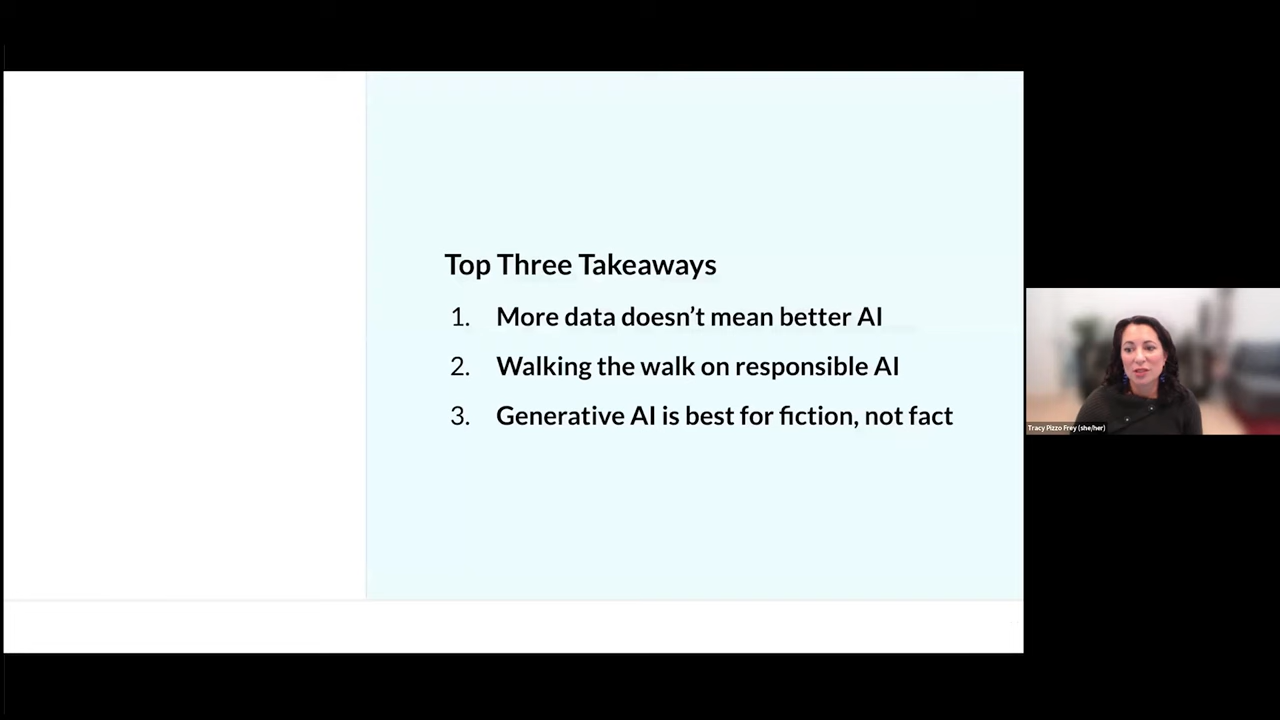 Top Three Takeaways
1. More data doesn’t mean better AI
2. Walking the walk on responsible AI
3. Generative AI is best for fiction, not fact
Tracy Pizzo Frey (she/her)